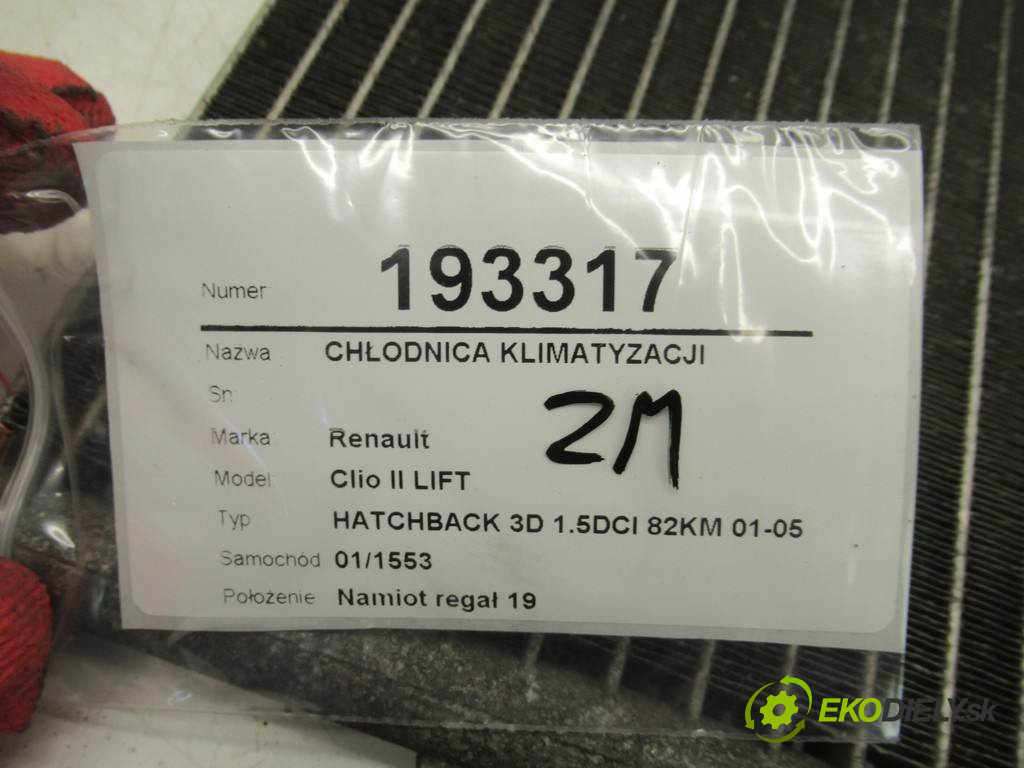 Numer 193317
Nazwa CHŁODNICA KLIMATYZACJI
Sn
ZM
Marka Renault
Model Clio II LIFT
Typ HATCHBACK 3D 1.5DCI 82KM 01-05
Samochód 01/1553
Położenie Namiot regał 19
EKODIELY.sk